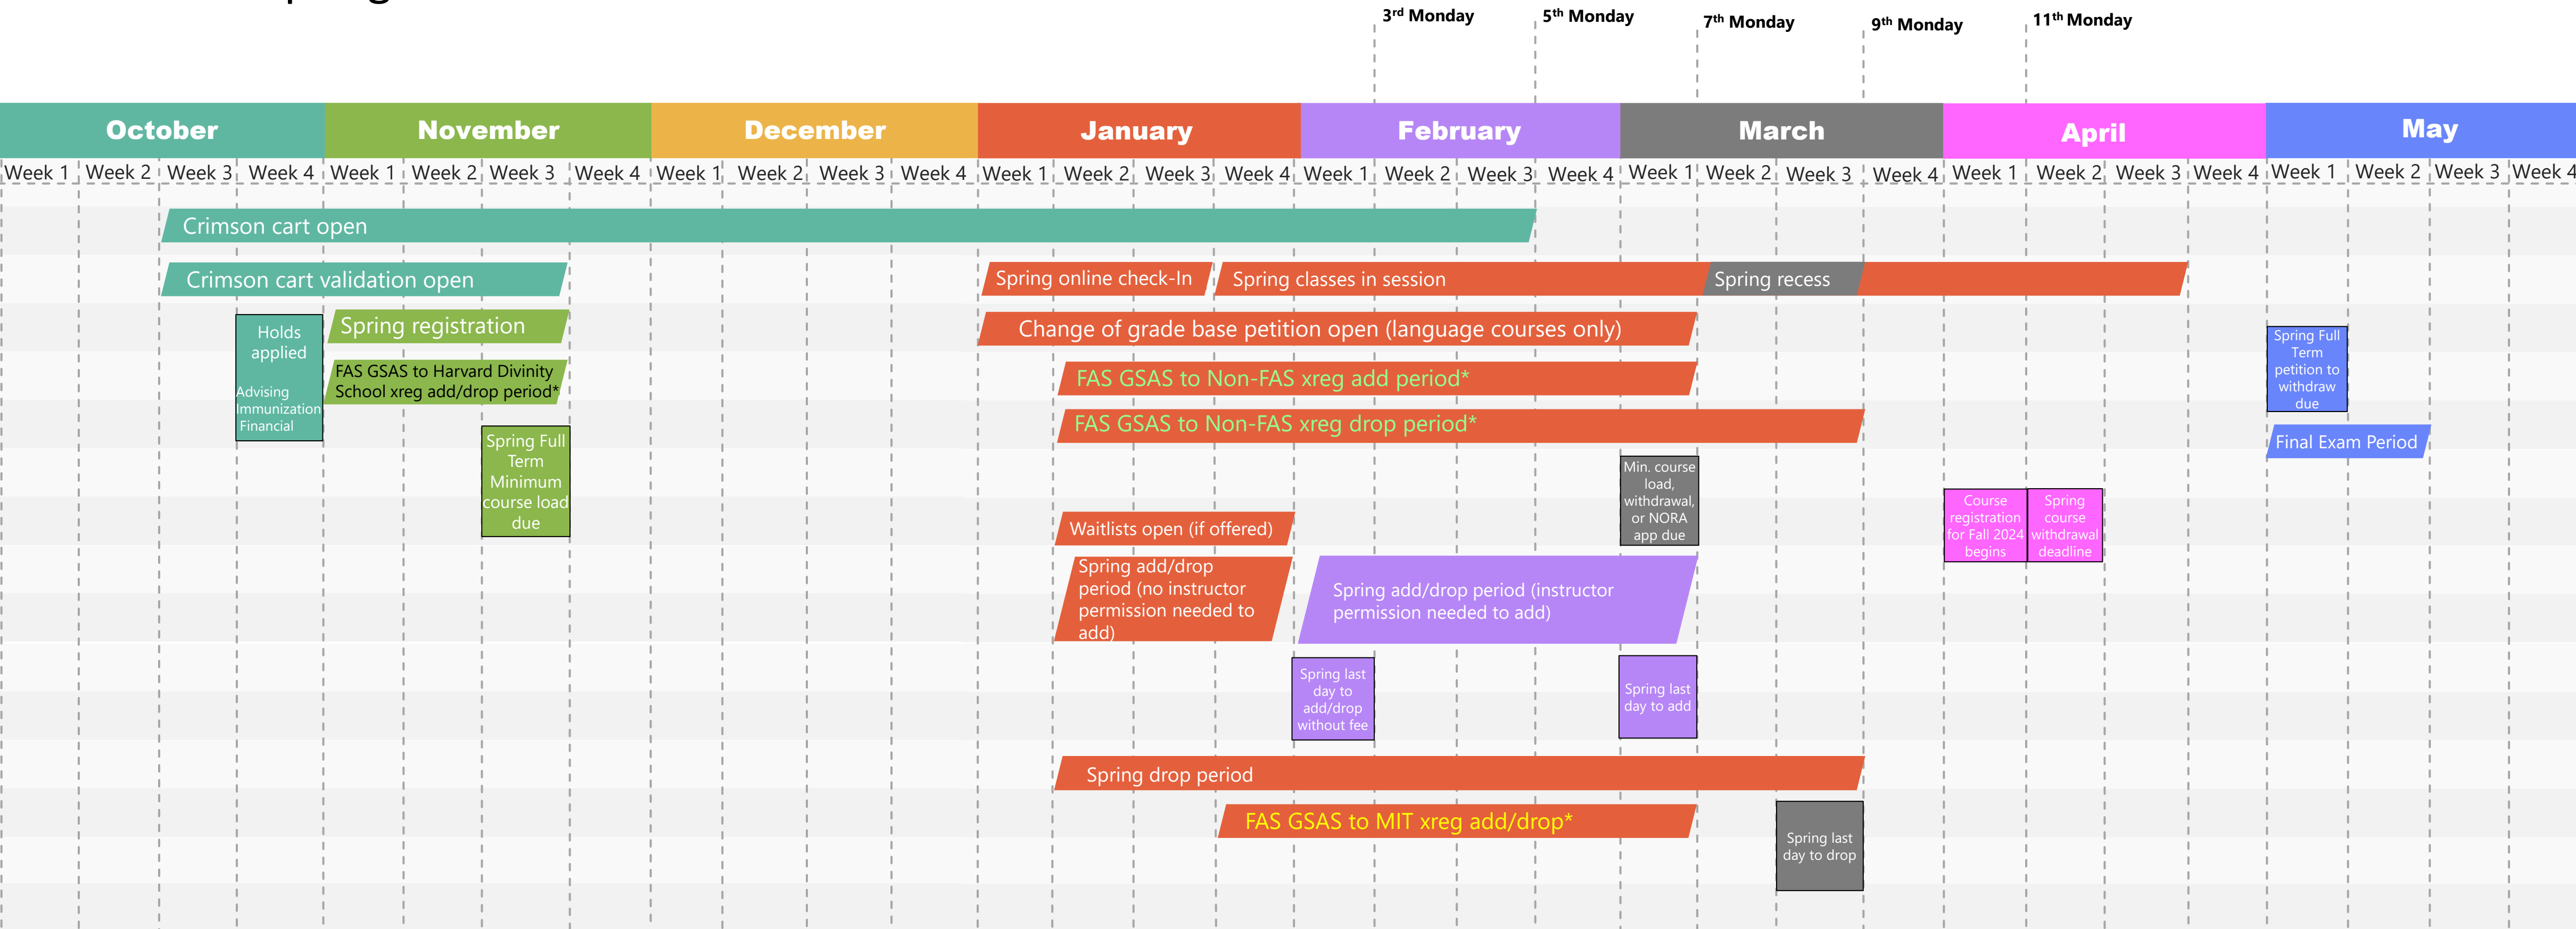 3rd Monday
5th Monday
7th Monday
9th Monday
11th Monday
October
November
December
January
February
March
April
May
Week 1 Week 2 Week 3 Week 4 Week 1 Week 2 Week 3 Week 4 Week 1 Week 2 Week 3 Week 4 Week 1 Week 2 Week 3 Week 4 Week 1 Week 2 Week 3 Week 4 Week 1 Week 2 Week 3 Week 4 Week 1 Week 2 Week 3 Week 4 Week 1 Week 2 Week 3 Week 4
Crimson cart open
Crimson cart validation open
Spring online check-In
Spring classes in session
Spring recess
Holds
applied
Advising
Immunization
Financial
Spring registration
Change of grade base petition open (language courses only)
Spring Full
Term
petition to
withdraw
due
FAS GSAS to Harvard Divinity
School xreg add/drop period*
FAS GSAS to Non-FAS xreg add period*
FAS GSAS to Non-FAS xreg drop period*
Final Exam Period
Spring Full
Term
Minimum
course load
due
Min. course
load,
withdrawal,
or NORA
app due
Course
registration
for Fall 2024
begins
Spring
course
withdrawal
deadline
Waitlists open (if offered)
Spring add/drop
period (no instructor
permission needed to
add)
Spring add/drop period (instructor
permission needed to add)
Spring last
day to
add/drop
without fee
Spring last
day to add
Spring drop period
FAS GSAS to MIT xreg add/drop*
Spring last
day to drop